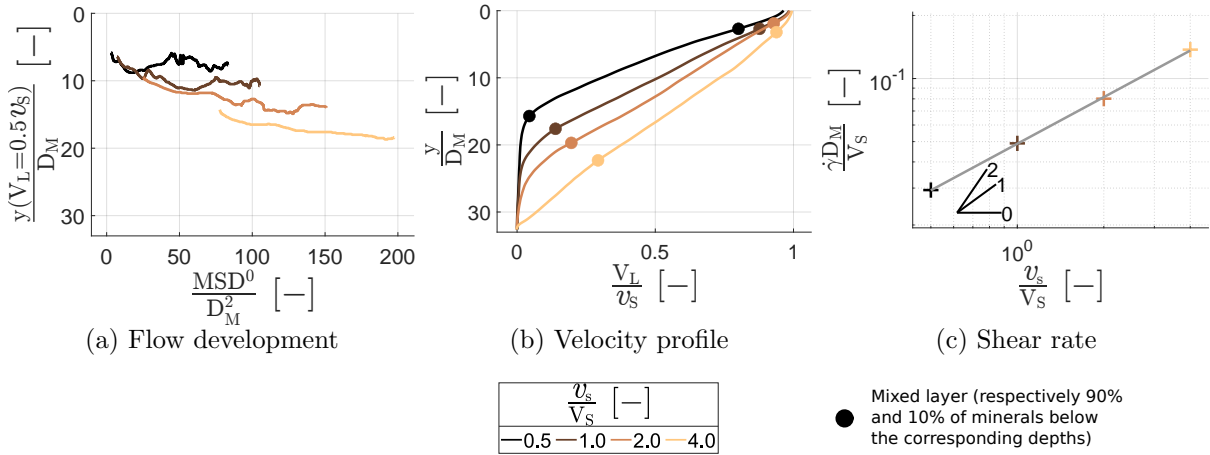 0
10
20
30
0
50
100
150
200
y(V_L=0.5v_S)
D_M
[−]
MSD^0
D_M^2
[−]
(a) Flow development
0
10
20
30
0
0.5
1
y
D_M
[−]
V_L
v_S
[−]
(b) Velocity profile
10^-1
10^0
2
1
0
γ̇D_M
V_S
[−]
v_s
V_S
[−]
(c) Shear rate
v_s
V_S
[−]
0.5 1.0 2.0 4.0
Mixed layer (respectively 90%
and 10% of minerals below
the corresponding depths)